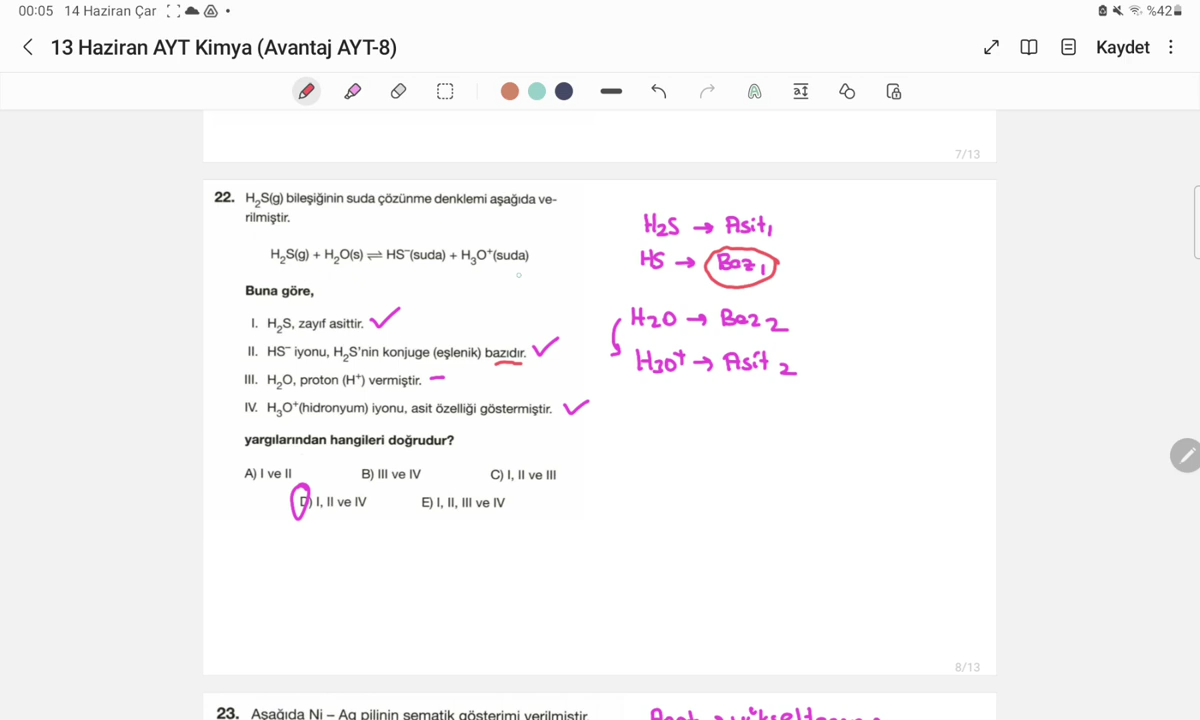 00:05 14 Haziran Çar %42
13 Haziran AYT Kimya (Avantaj AYT-8)
Kaydet
7/13
22. H₂S(g) bileşiğinin suda çözünme denklemi aşağıda ve-
rilmiştir.
H₂S(g) + H₂O(s) ⇌ HS⁻(suda) + H₃O⁺(suda)
Buna göre,
I. H₂S, zayıf asittir.
II. HS⁻ iyonu, H₂S'nin konjuge (eşlenik) bazıdır.
III. H₂O, proton (H⁺) vermiştir.
IV. H₃O⁺(hidronyum) iyonu, asit özelliği göstermiştir.
yargılarından hangileri doğrudur?
A) I ve II B) III ve IV C) I, II ve III
D) I, II ve IV E) I, II, III ve IV
H2S → Asit1
HS → Baz1
H2O → Baz2
H3O+ → Asit2
8/13
23. Aşağıda Ni – Ag pilinin şematik gösterimi verilmiştir.